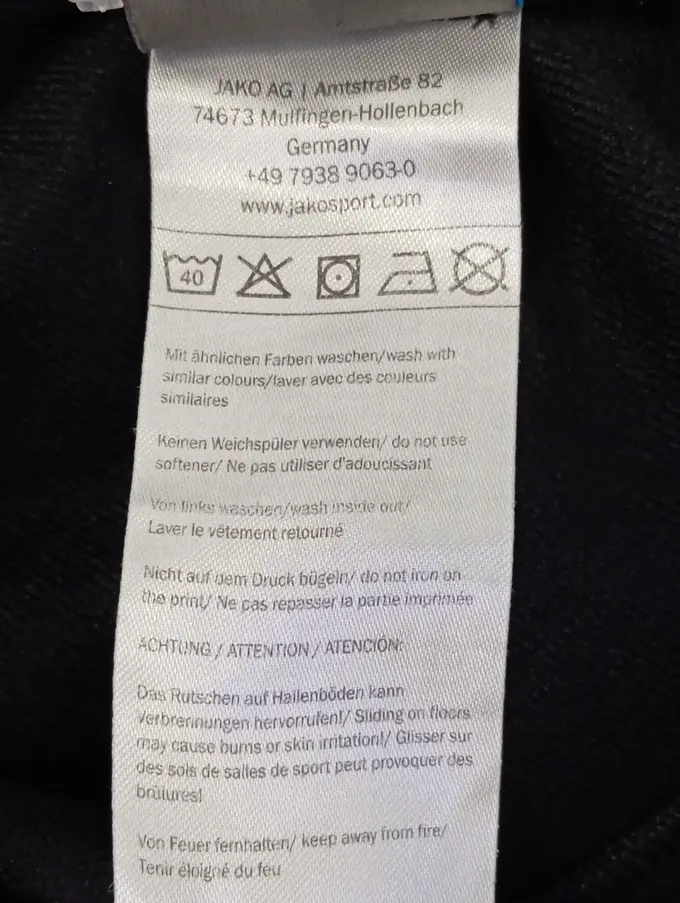 JAKO AG | Amtstraße 82
74673 Mulfingen-Hollenbach
Germany
+49 7938 9063-0
www.jakosport.com
40
Mit ähnlichen Farben waschen/wash with
similar colours/laver avec des couleurs
similaires
Keinen Weichspüler verwenden/ do not use
softener/ Ne pas utiliser d'adoucissant
Von links waschen/wash inside out/
Laver le vêtement retourné
Nicht auf dem Druck bügeln/ do not iron on
the print/ Ne pas repasser la partie imprimée
ACHTUNG / ATTENTION / ATENCIÓN:
Das Rutschen auf Hallenböden kann
Verbrennungen hervorrufen!/ Sliding on floors
may cause burns or skin irritation!/ Glisser sur
des sols de salles de sport peut provoquer des
brûlures!
Von Feuer fernhalten/ keep away from fire/
Tenir éloigné du feu